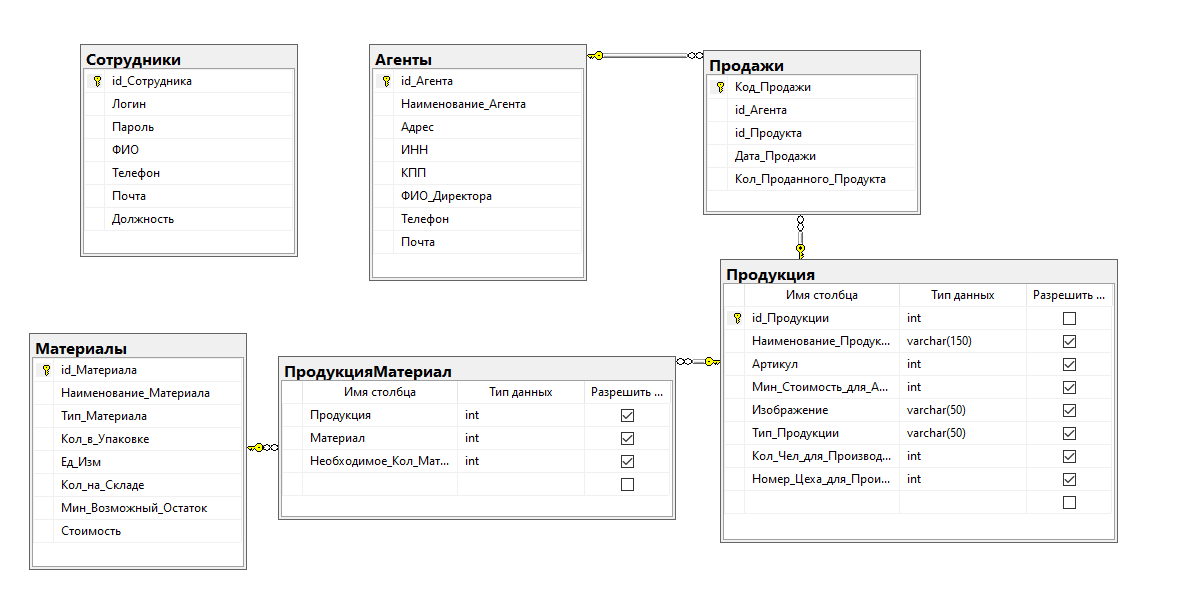 Сотрудники
id_Сотрудника
Логин
Пароль
ФИО
Телефон
Почта
Должность
Агенты
id_Агента
Наименование_Агента
Адрес
ИНН
КПП
ФИО_Директора
Телефон
Почта
Продажи
Код_Продажи
id_Агента
id_Продукта
Дата_Продажи
Кол_Проданного_Продукта
Материалы
id_Материала
Наименование_Материала
Тип_Материала
Кол_в_Упаковке
Ед_Изм
Кол_на_Складе
Мин_Возможный_Остаток
Стоимость
ПродукцияМатериал
Имя столбца Тип данных Разрешить ...
Продукция int
Материал int
Необходимое_Кол_Мат... int
Продукция
Имя столбца Тип данных Разрешить ...
id_Продукции int
Наименование_Продук... varchar(150)
Артикул int
Мин_Стоимость_для_А... int
Изображение varchar(50)
Тип_Продукции varchar(50)
Кол_Чел_для_Производ... int
Номер_Цеха_для_Прои... int